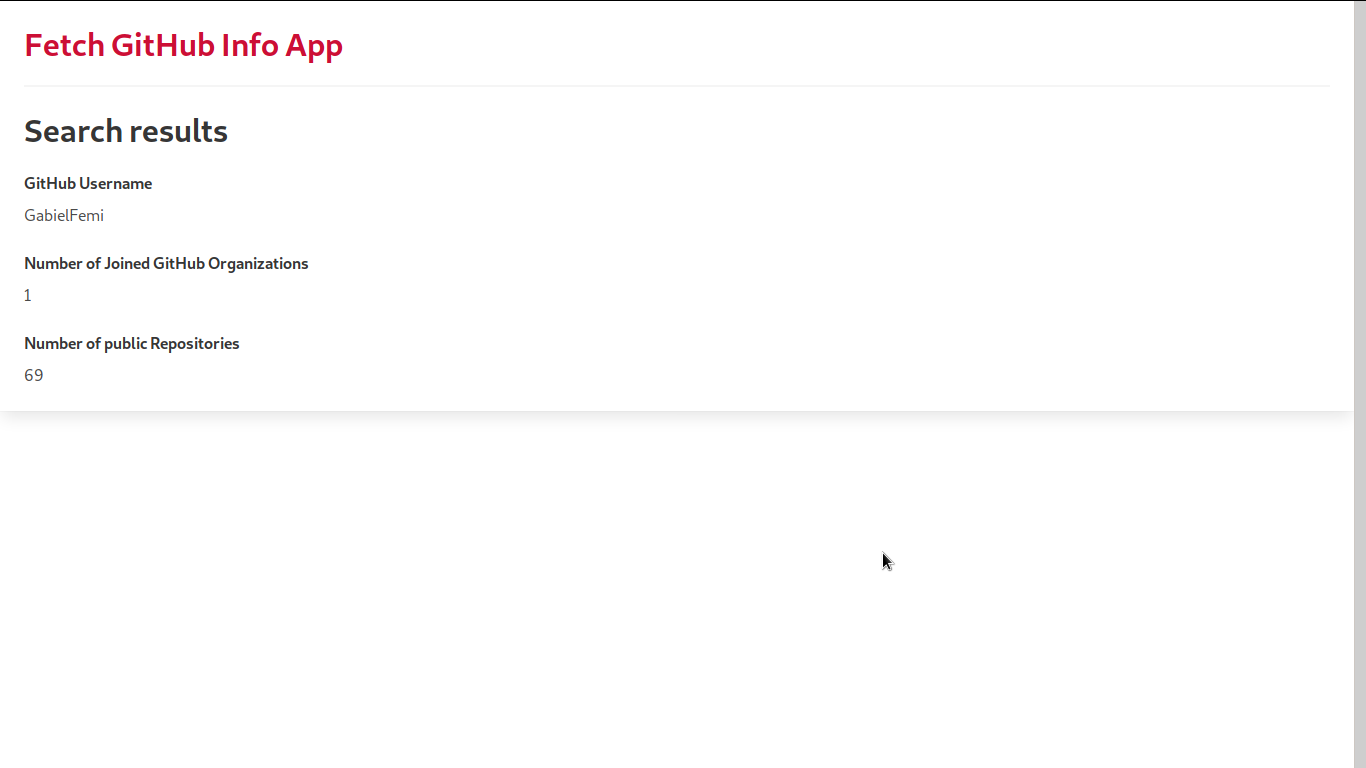 Fetch GitHub Info App
Search results
GitHub Username
GabielFemi
Number of Joined GitHub Organizations
1
Number of public Repositories
69